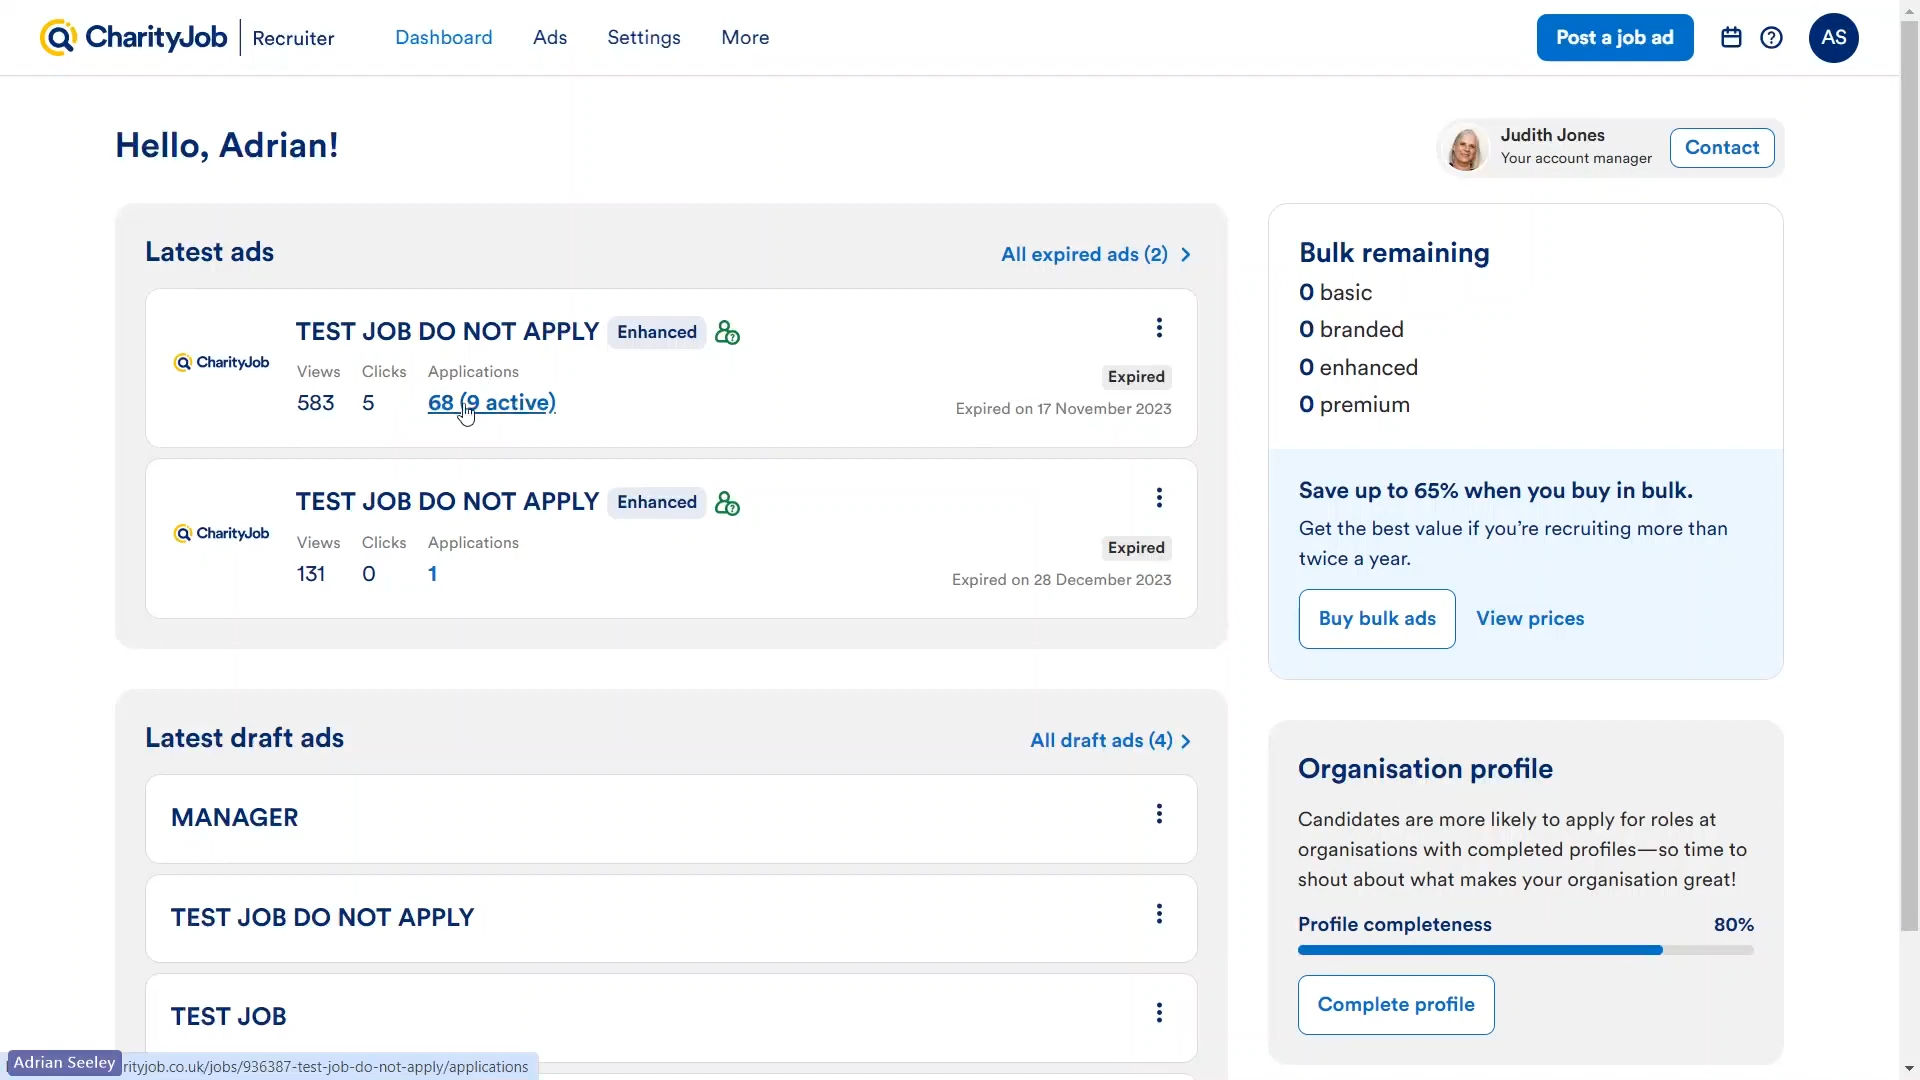 CharityJob Recruiter Dashboard Ads Settings More Post a job ad AS
Hello, Adrian!
Judith Jones
Your account manager
Contact
Latest ads
All expired ads (2)
TEST JOB DO NOT APPLY Enhanced
CharityJob
Views Clicks Applications
583 5 68 (9 active)
Expired
Expired on 17 November 2023
TEST JOB DO NOT APPLY Enhanced
CharityJob
Views Clicks Applications
131 0 1
Expired
Expired on 28 December 2023
Bulk remaining
0 basic
0 branded
0 enhanced
0 premium
Save up to 65% when you buy in bulk.
Get the best value if you're recruiting more than
twice a year.
Buy bulk ads View prices
Latest draft ads
All draft ads (4)
MANAGER
TEST JOB DO NOT APPLY
TEST JOB
Organisation profile
Candidates are more likely to apply for roles at
organisations with completed profiles—so time to
shout about what makes your organisation great!
Profile completeness 80%
Complete profile
Adrian Seeley
rityjob.co.uk/jobs/936387-test-job-do-not-apply/applications